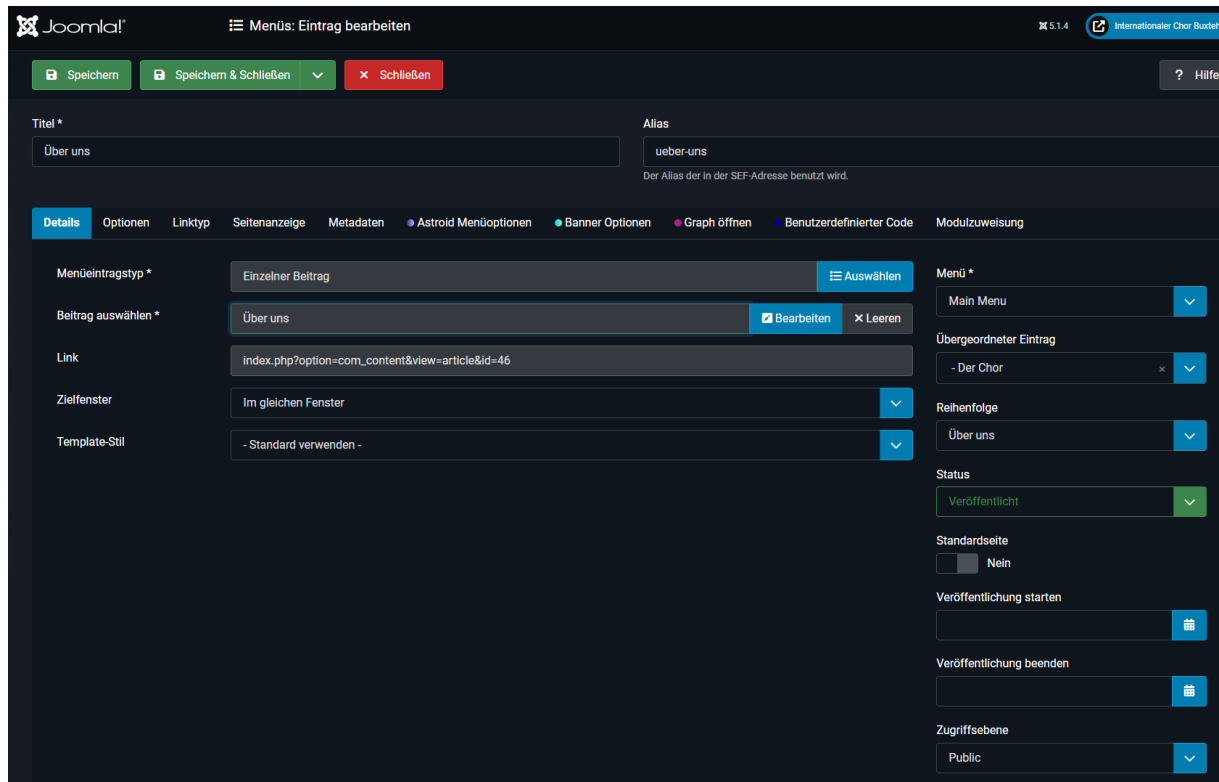 Joomla!® Menüs: Eintrag bearbeiten 5.1.4 Internationaler Chor
Speichern Speichern & Schließen Schließen ? Hilfe
Titel * Alias
Über uns ueber-uns
Der Alias der in der SEF-Adresse benutzt wird.
Details Optionen Linktyp Seitenanzeige Metadaten Astroid Menüoptionen Banner Optionen Graph öffnen Benutzerdefinierter Code Modulzuweisung
Menüeintragstyp * Einzelner Beitrag Auswählen
Beitrag auswählen * Über uns Bearbeiten Leeren
Link index.php?option=com_content&view=article&id=46
Zielfenster Im gleichen Fenster
Template-Stil - Standard verwenden -
Menü *
Main Menu
Übergeordneter Eintrag
- Der Chor ×
Reihenfolge
Über uns
Status
Veröffentlicht
Standardseite
Nein
Veröffentlichung starten
Veröffentlichung beenden
Zugriffsebene
Public